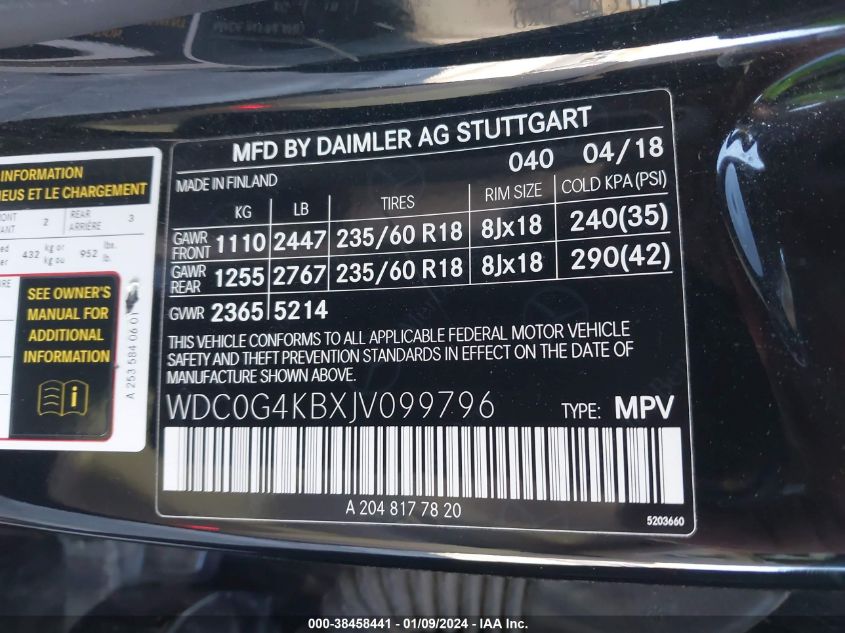 INFORMATION
EUS ET LE CHARGEMENT
2 REAR ARRIÈRE 3
432 kg or kg ou 952 lbs. lb.
SEE OWNER'S
MANUAL FOR
ADDITIONAL
INFORMATION
A 253 584 06 01
MFD BY DAIMLER AG STUTTGART
040 04/18
MADE IN FINLAND
KG LB TIRES RIM SIZE COLD KPA(PSI)
GAWR FRONT 1110 2447 235/60 R18 8Jx18 240(35)
GAWR REAR 1255 2767 235/60 R18 8Jx18 290(42)
GVWR 2365 5214
THIS VEHICLE CONFORMS TO ALL APPLICABLE FEDERAL MOTOR VEHICLE
SAFETY AND THEFT PREVENTION STANDARDS IN EFFECT ON THE DATE OF
MANUFACTURE SHOWN ABOVE.
WDC0G4KBXJV099796 TYPE: MPV
A 204 817 78 20
5203660
000-38458441 - 01/09/2024 - IAA Inc.